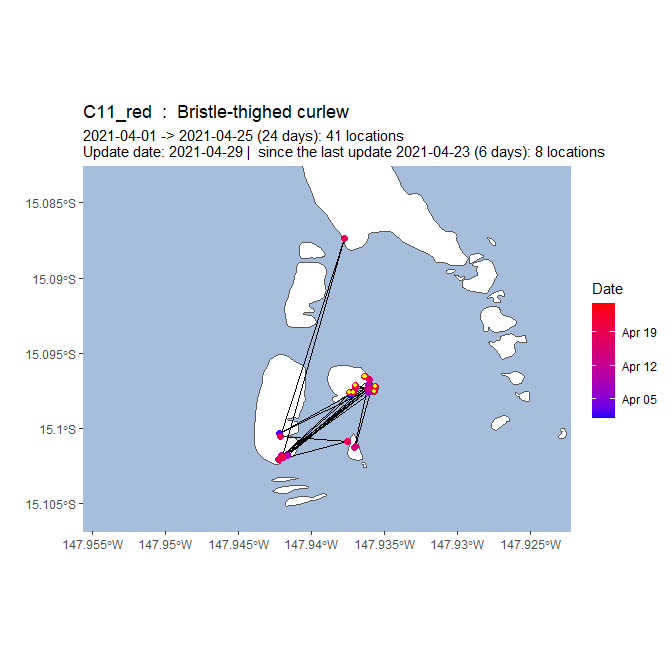 C11_red  :  Bristle-thighed curlew
2021-04-01 -> 2021-04-25 (24 days): 41 locations
Update date: 2021-04-29 |  since the last update 2021-04-23 (6 days): 8 locations
15.085°S
15.09°S
15.095°S
15.1°S
15.105°S
147.955°W
147.95°W
147.945°W
147.94°W
147.935°W
147.93°W
147.925°W
Date
Apr 19
Apr 12
Apr 05